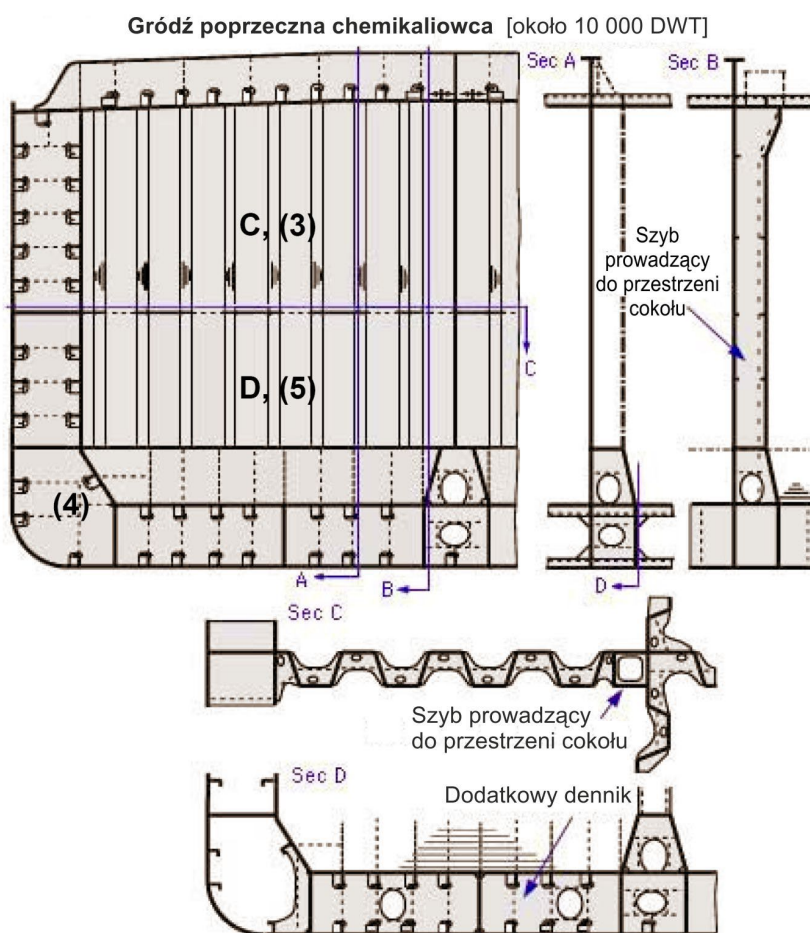 Gródź poprzeczna chemikaliowca [około 10 000 DWT]
Sec A
Sec B
C, (3)
Szyb
prowadzący
do przestrzeni
cokołu
C
D, (5)
(4)
A
B
D
Sec C
Szyb prowadzący
do przestrzeni cokołu
Sec D
Dodatkowy dennik